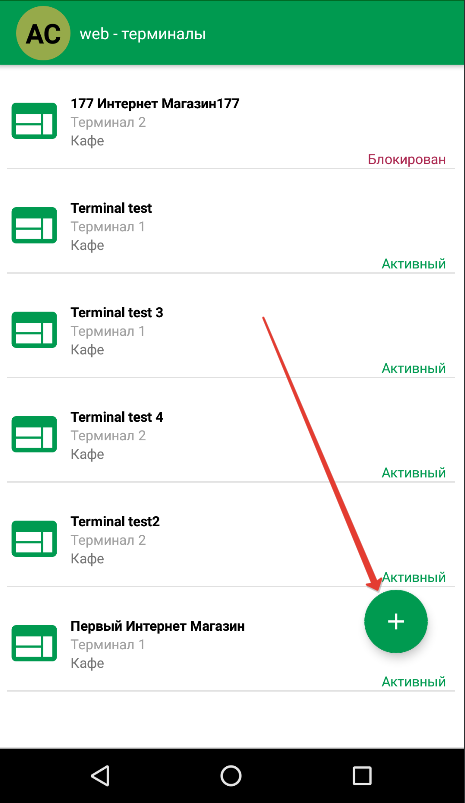 AC
web - терминалы
177 Интернет Магазин177
Терминал 2
Кафе
Блокирован
Terminal test
Терминал 1
Кафе
Активный
Terminal test 3
Терминал 1
Кафе
Активный
Terminal test 4
Терминал 2
Кафе
Активный
Terminal test2
Терминал 2
Кафе
Активный
Первый Интернет Магазин
Терминал 1
Кафе
Активный